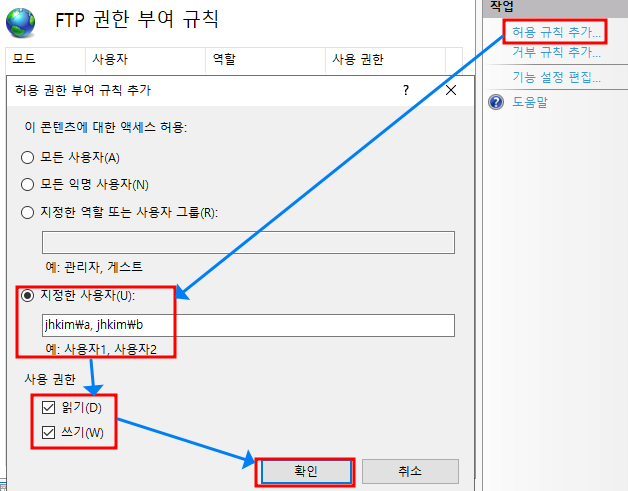 FTP 권한 부여 규칙
모드 사용자 역할 사용 권한
허용 권한 부여 규칙 추가 ?
이 콘텐츠에 대한 액세스 허용:
모든 사용자(A)
모든 익명 사용자(N)
지정한 역할 또는 사용자 그룹(R):
예: 관리자, 게스트
지정한 사용자(U):
jhkim₩a, jhkim₩b
예: 사용자1, 사용자2
사용 권한
읽기(D)
쓰기(W)
확인 취소
작업
허용 규칙 추가...
거부 규칙 추가...
기능 설정 편집...
도움말